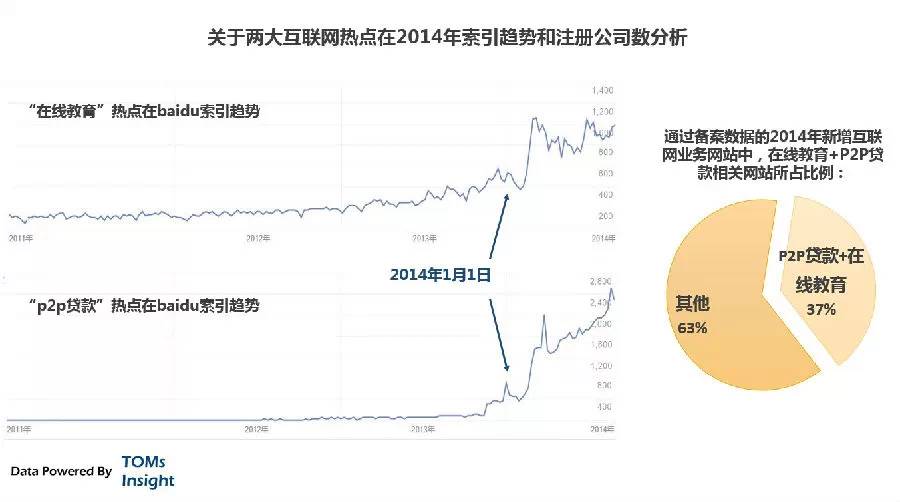 关于两大互联网热点在2014年索引趋势和注册公司数分析
“在线教育”热点在baidu索引趋势
1,400
1,200
800
400
200
2011年
2012年
2013年
2014年
2014年1月1日
“p2p贷款”热点在baidu索引趋势
2,800
2,400
1,600
1,200
800
400
2011年
2012年
2013年
2014年
通过备案数据的2014年新增互联
网业务网站中，在线教育+P2P贷
款相关网站所占比例：
P2P贷款+在
线教育
37%
其他
63%
Data Powered By
TOMs
Insight